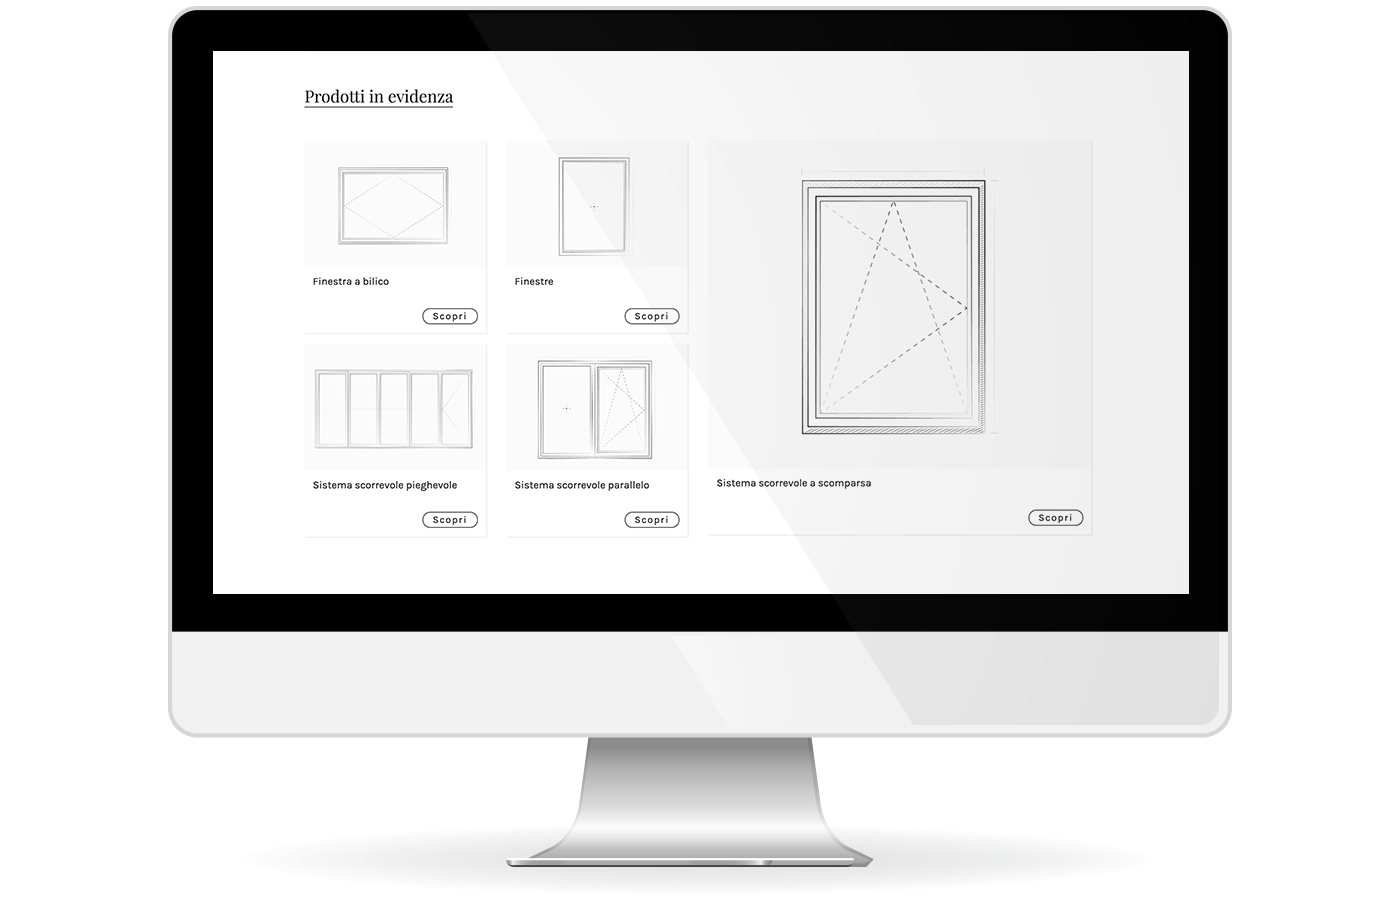 Prodotti in evidenza
Finestra a bilico
Scopri
Finestre
Scopri
Sistema scorrevole pieghevole
Scopri
Sistema scorrevole parallelo
Scopri
Sistema scorrevole a scomparsa
Scopri